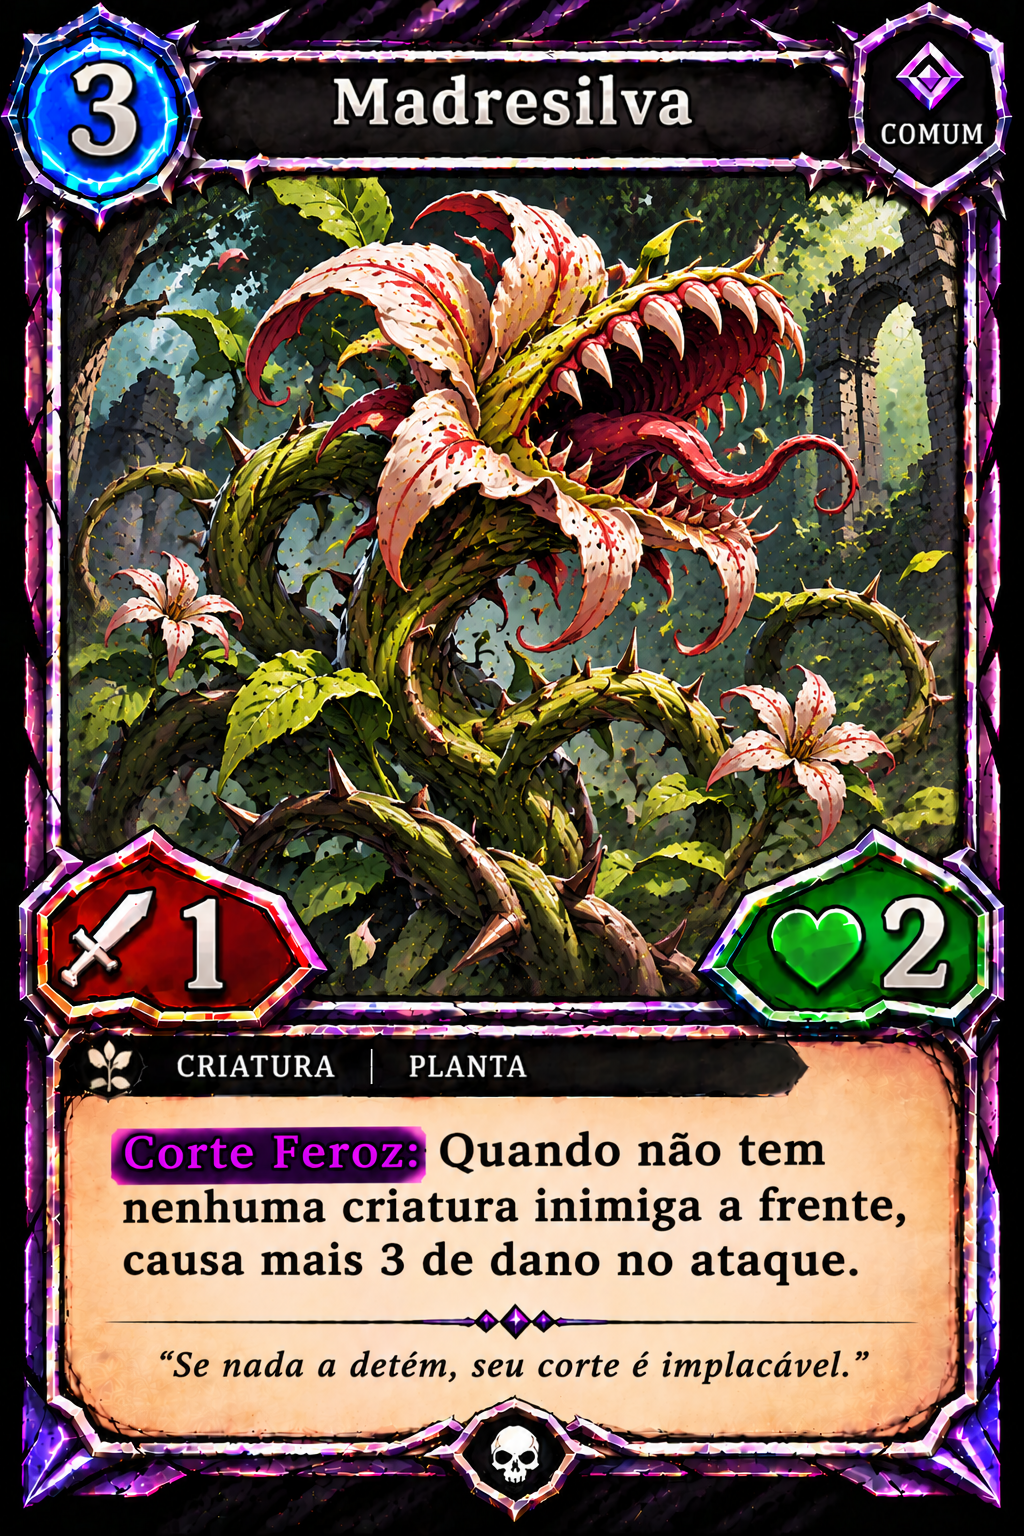 3
Madresilva
COMUM
1
2
CRIATURA | PLANTA
Corte Feroz: Quando não tem
nenhuma criatura inimiga a frente,
causa mais 3 de dano no ataque.
“Se nada a detém, seu corte é implacável.”